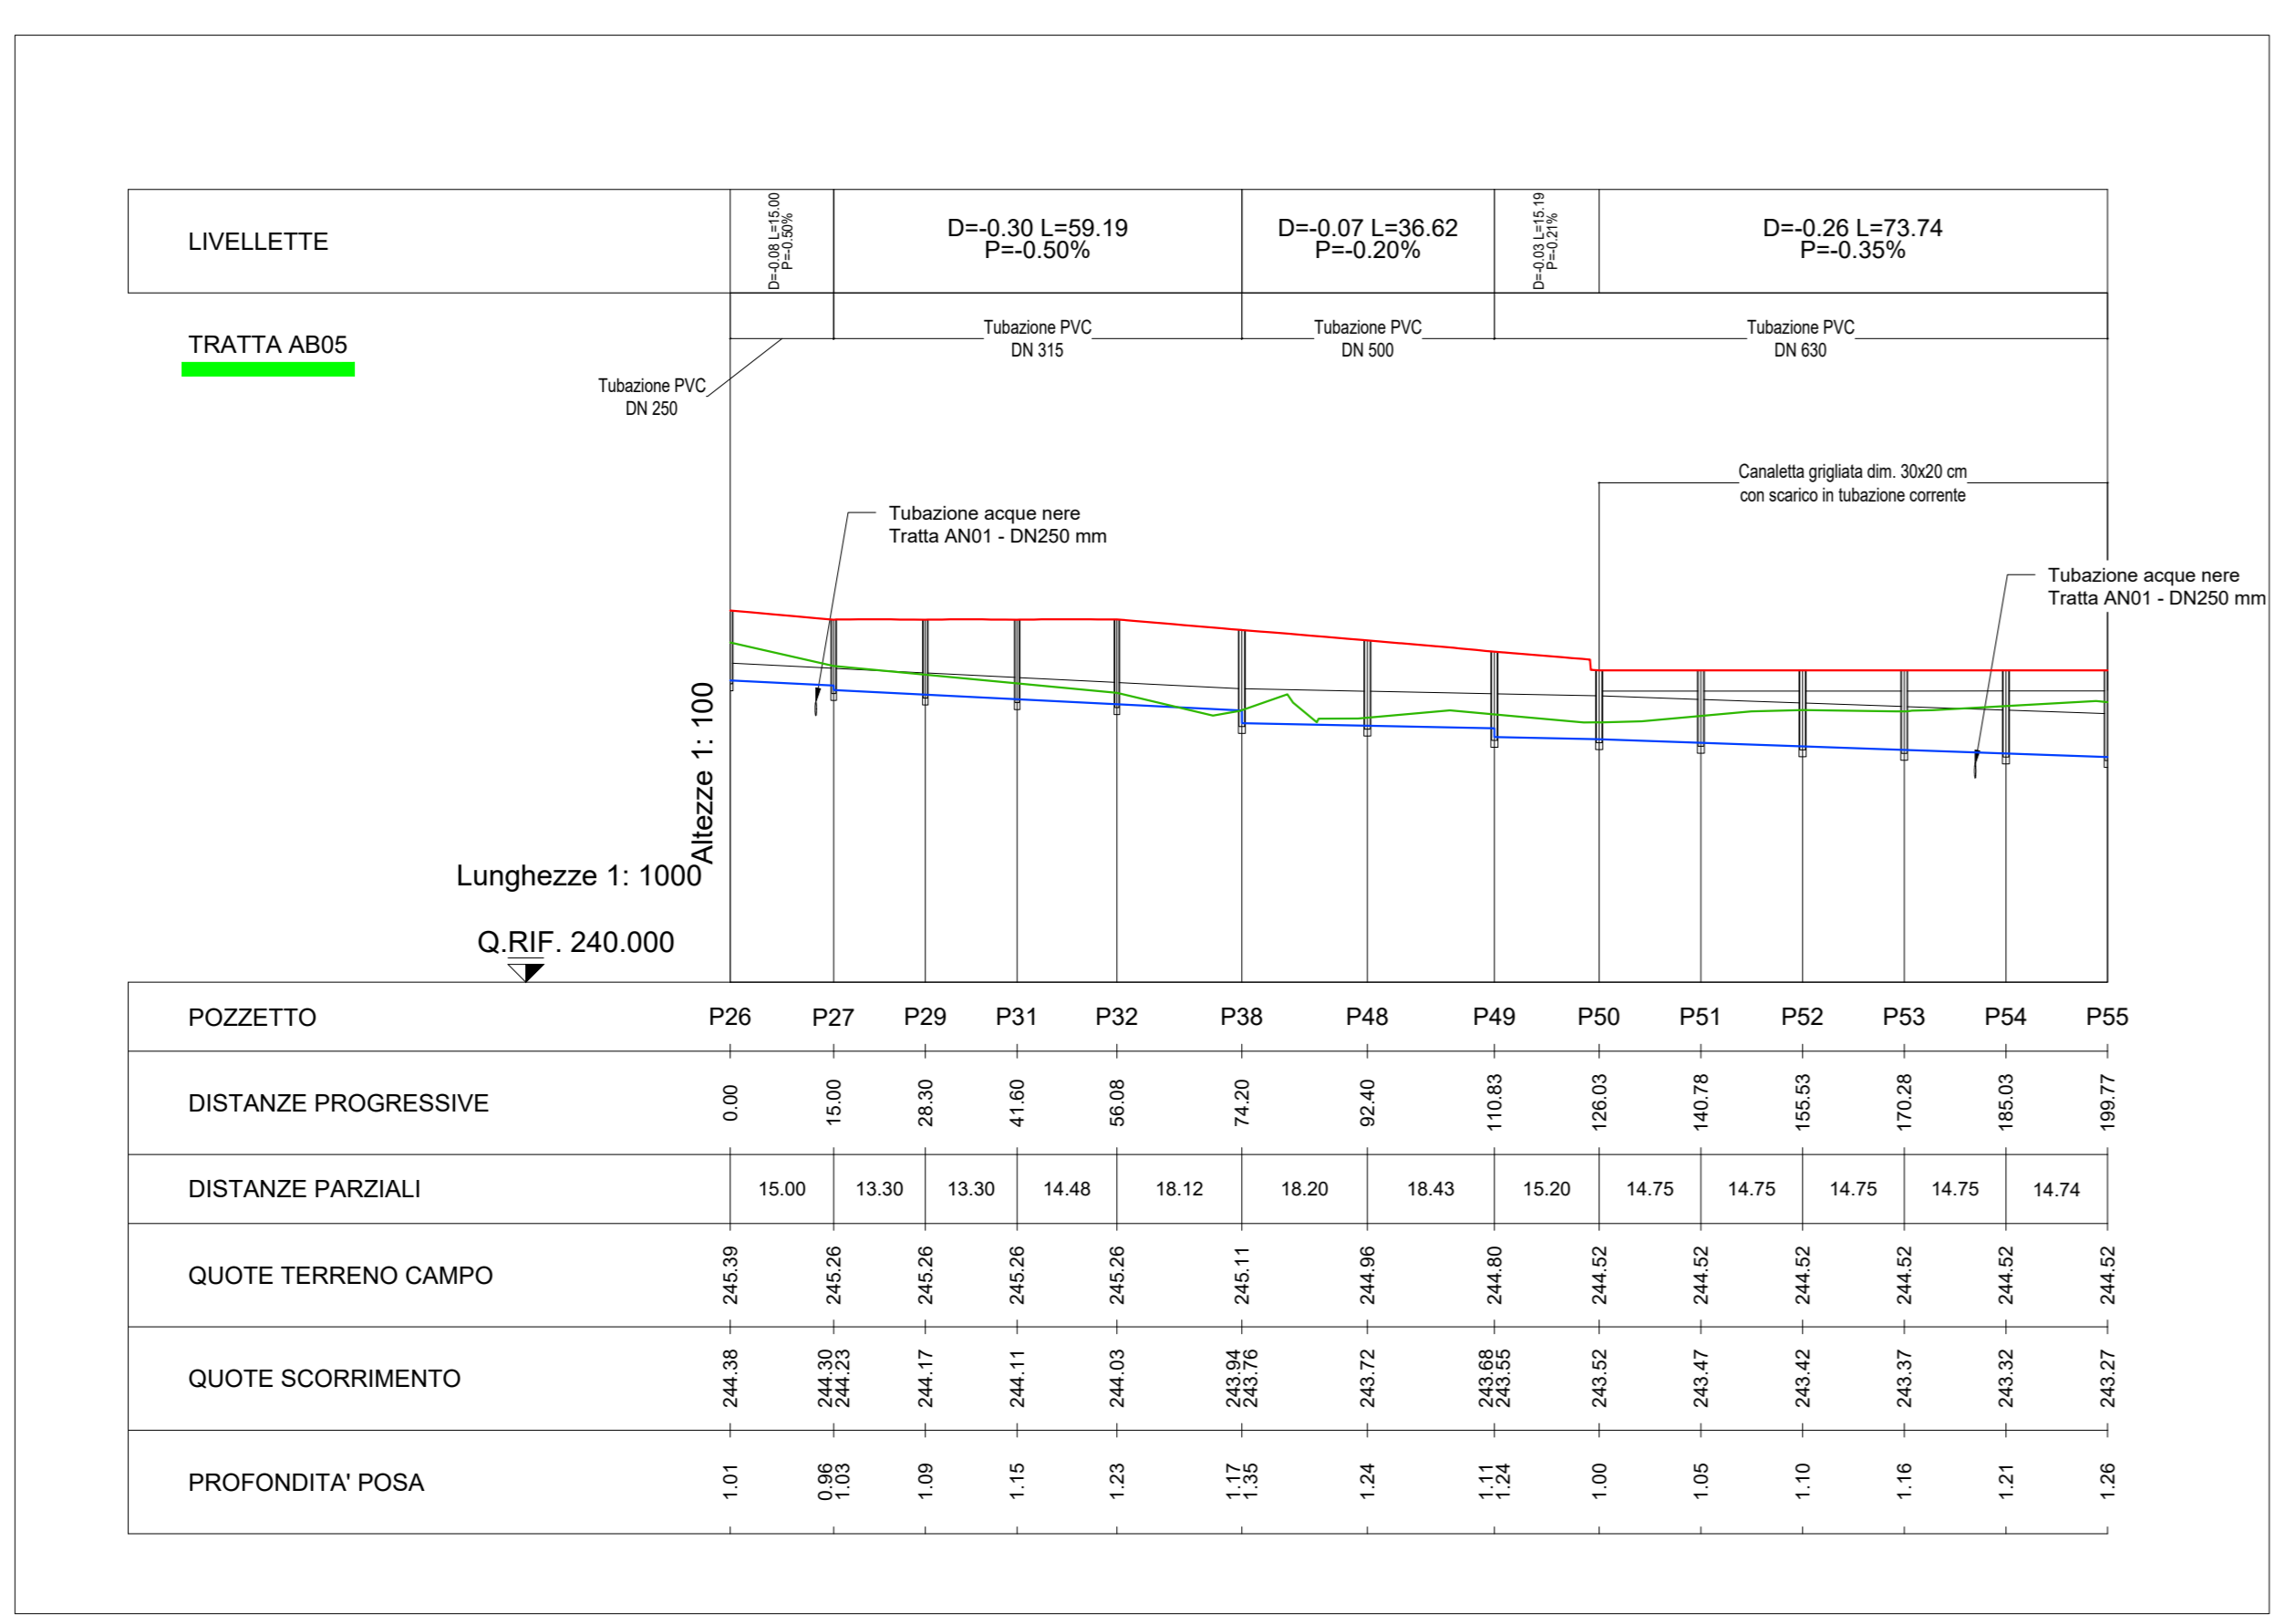 LIVELLETTE
D=-0.08 L=15.00
P=-0.50%
D=-0.30 L=59.19
P=-0.50%
D=-0.07 L=36.62
P=-0.20%
D=-0.03 L=15.19
P=-0.21%
D=-0.26 L=73.74
P=-0.35%
TRATTA AB05
Tubazione PVC
DN 250
Tubazione PVC
DN 315
Tubazione PVC
DN 500
Tubazione PVC
DN 630
Canaletta grigliata dim. 30x20 cm
con scarico in tubazione corrente
Tubazione acque nere
Tratta AN01 - DN250 mm
Tubazione acque nere
Tratta AN01 - DN250 mm
Altezze 1: 100
Lunghezze 1: 1000
Q.RIF. 240.000
POZZETTO P26 P27 P29 P31 P32 P38 P48 P49 P50 P51 P52 P53 P54 P55
DISTANZE PROGRESSIVE 0.00 15.00 28.30 41.60 56.08 74.20 92.40 110.83 126.03 140.78 155.53 170.28 185.03 199.77
DISTANZE PARZIALI 15.00 13.30 13.30 14.48 18.12 18.20 18.43 15.20 14.75 14.75 14.75 14.75 14.74
QUOTE TERRENO CAMPO 245.39 245.26 245.26 245.26 245.26 245.11 244.96 244.80 244.52 244.52 244.52 244.52 244.52 244.52
QUOTE SCORRIMENTO 244.38 244.30 244.23 244.17 244.11 244.03 243.94 243.76 243.72 243.68 243.55 243.52 243.47 243.42 243.37 243.32 243.27
PROFONDITA' POSA 1.01 0.96 1.03 1.09 1.15 1.23 1.17 1.35 1.24 1.11 1.24 1.00 1.05 1.10 1.16 1.21 1.26